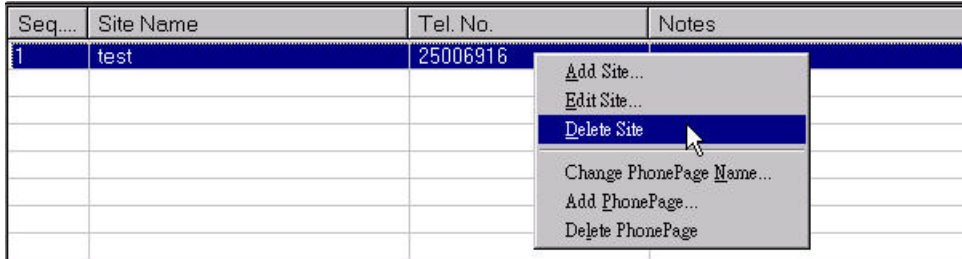 Seq.... Site Name Tel. No. Notes
1 test 25006916
Add Site...
Edit Site...
Delete Site
Change PhonePage Name...
Add PhonePage...
Delete PhonePage